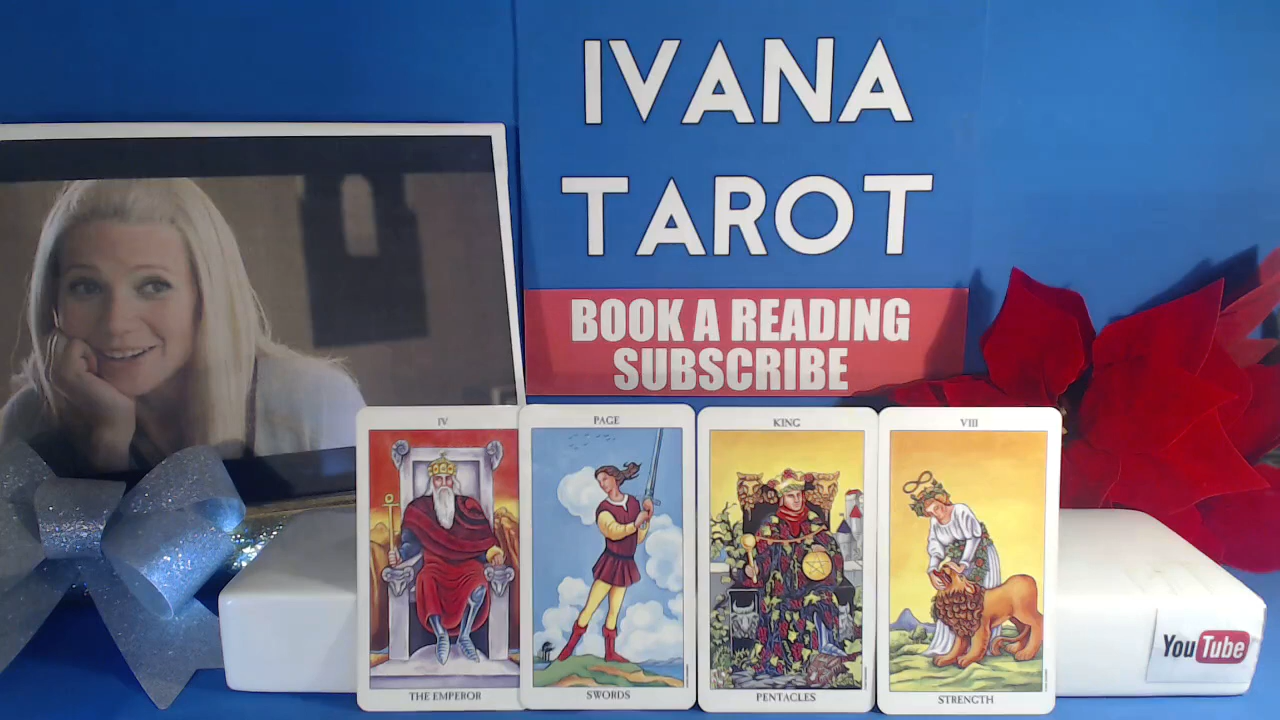 IVANA
TAROT
BOOK A READING
SUBSCRIBE
IV
THE EMPEROR
PAGE
SWORDS
KING
PENTACLES
VIII
STRENGTH
YouTube